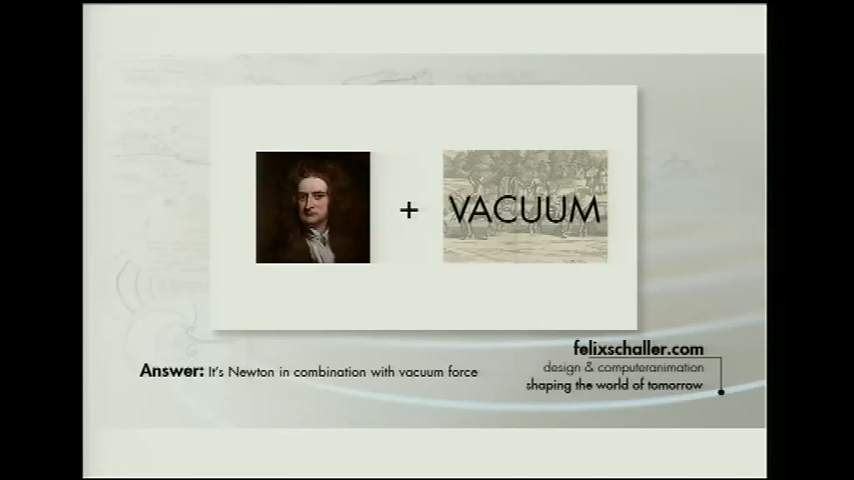 + VACUUM
felixschaller.com
Answer: It's Newton in combination with vacuum force
design & computeranimation
shaping the world of tomorrow